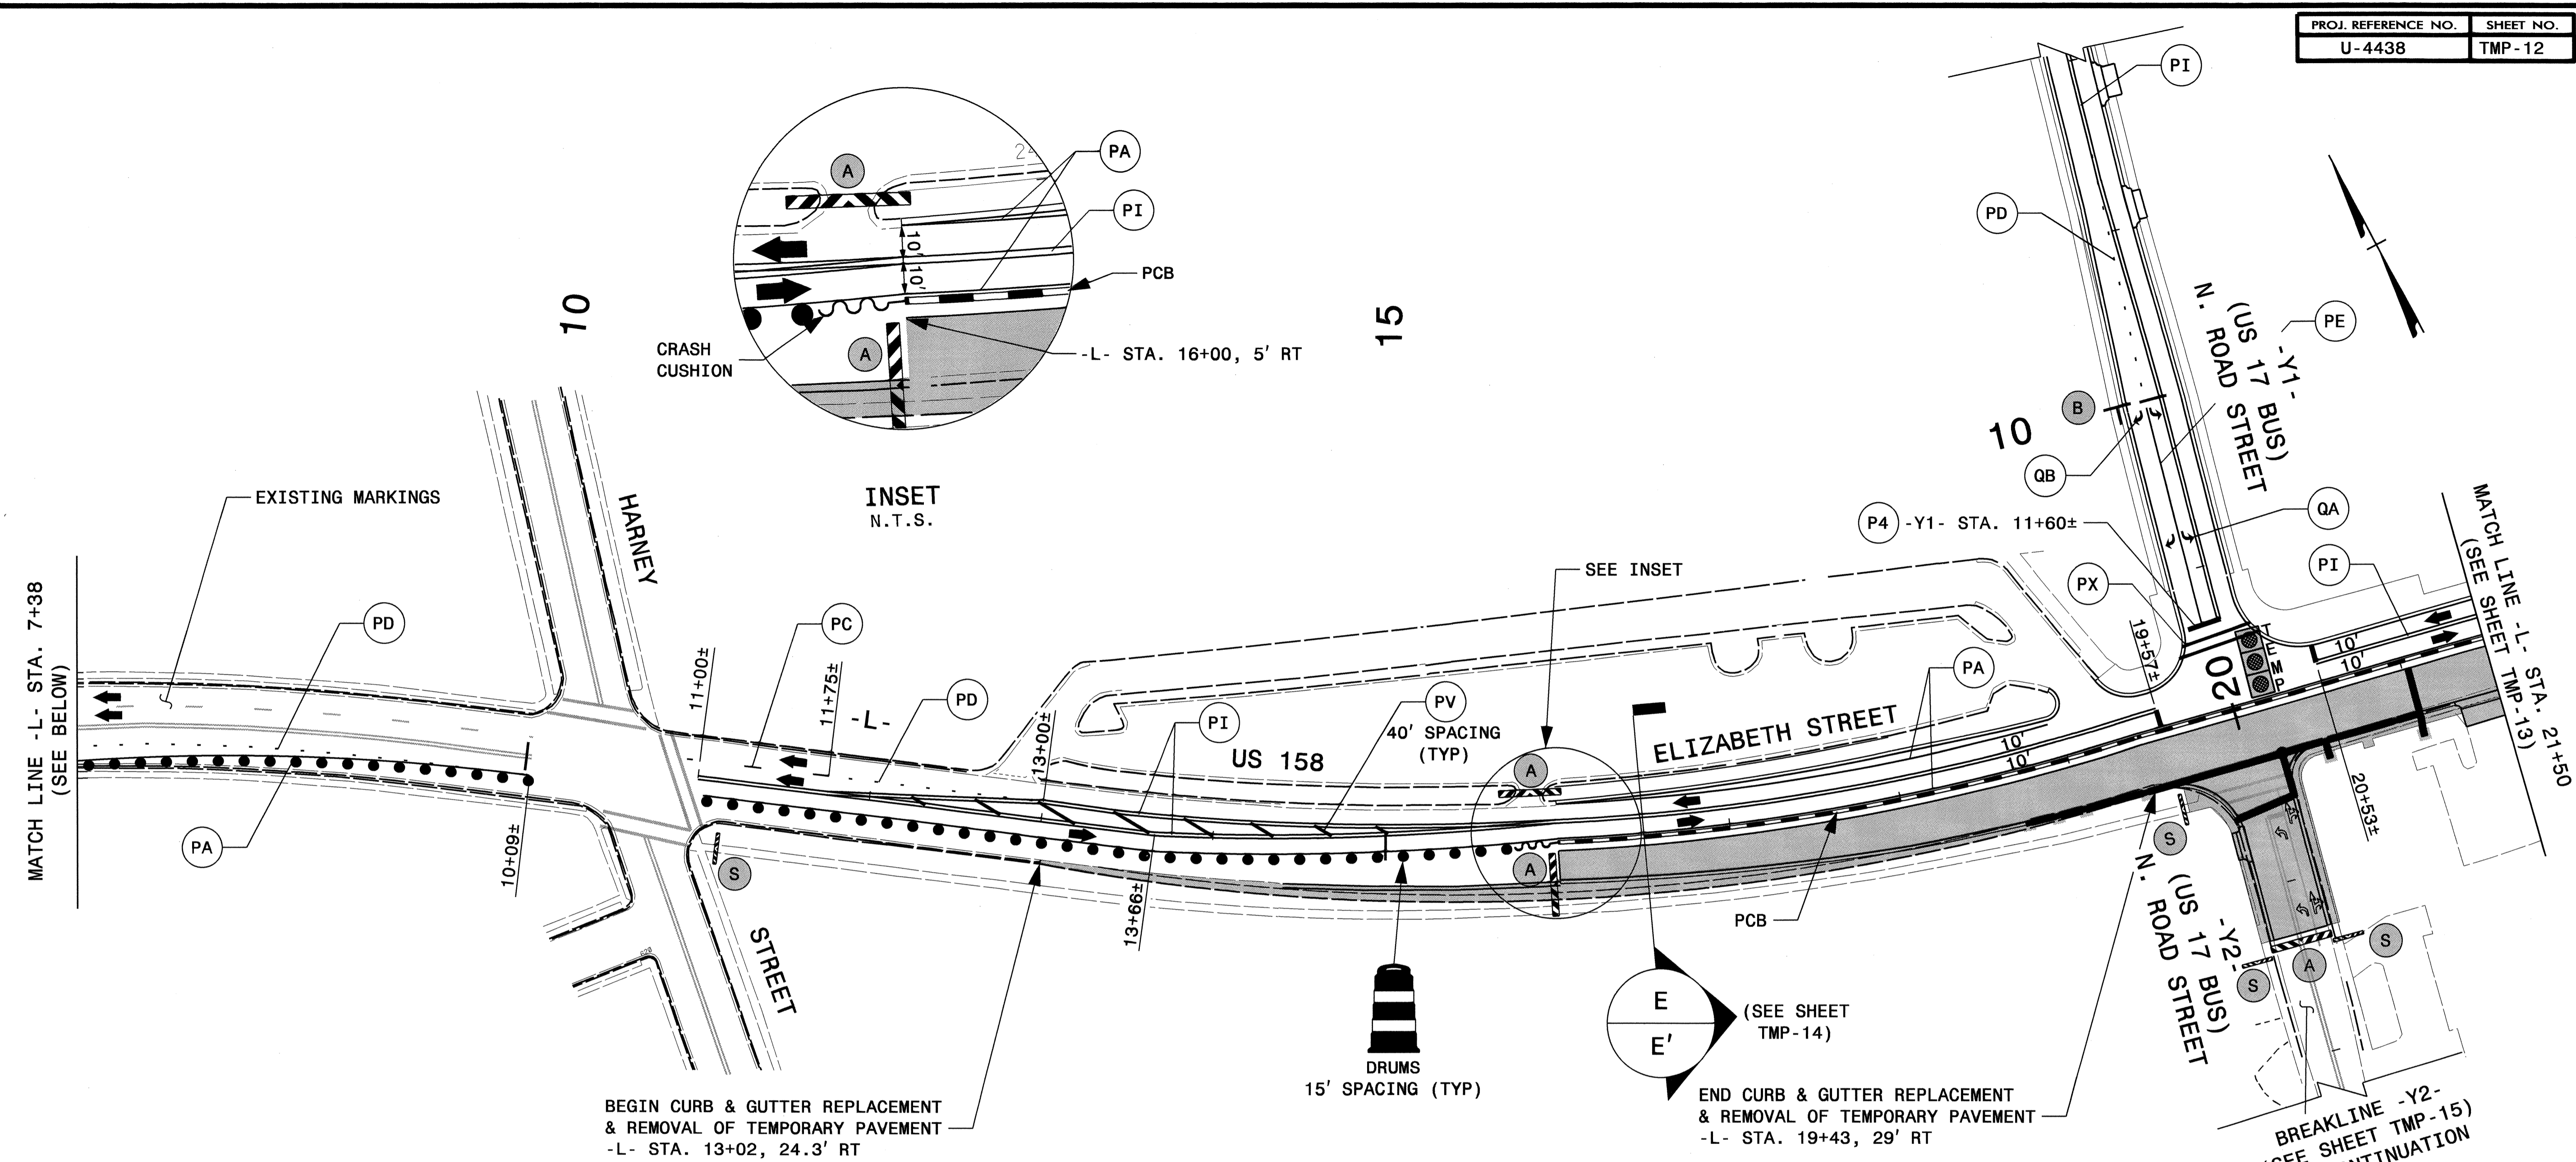 PROJ. REFERENCE NO.
SHEET NO.
U-4438
TMP-12
A
24
PA
PI
10'
10'
PCB
CRASH
CUSHION
A
-L- STA. 16+00, 5' RT
INSET
N.T.S.
10
15
PI
PD
PE
-Y1-
(US 17 BUS)
N. ROAD STREET
B
10
QB
P4
-Y1- STA. 11+60±
QA
PI
PX
MATCH LINE -L- STA. 21+50
(SEE SHEET TMP-13)
EXISTING MARKINGS
HARNEY
STREET
MATCH LINE -L- STA. 7+38
(SEE BELOW)
PD
PA
10+09±
11+00±
PC
11+75±
-L-
PD
13+00±
PI
PV
40' SPACING
(TYP)
US 158
SEE INSET
A
ELIZABETH STREET
PA
10'
10'
19+57±
20
TEMP
10'
10'
20+53±
S
13+66±
A
PCB
S
-Y2-
(US 17 BUS)
N. ROAD STREET
S
A
S
DRUMS
15' SPACING (TYP)
E
E'
(SEE SHEET
TMP-14)
BEGIN CURB & GUTTER REPLACEMENT
& REMOVAL OF TEMPORARY PAVEMENT
-L- STA. 13+02, 24.3' RT
END CURB & GUTTER REPLACEMENT
& REMOVAL OF TEMPORARY PAVEMENT
-L- STA. 19+43, 29' RT
BREAKLINE -Y2-
SHEET TMP-15)